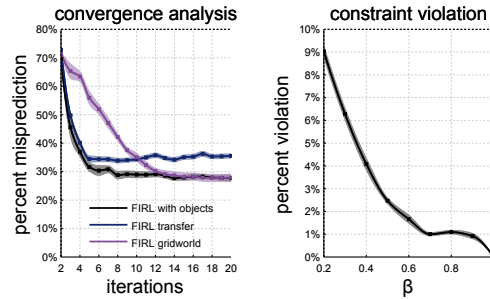 convergence analysis
percent misprediction
80%
70%
60%
50%
40%
30%
20%
10%
0%
FIRL with objects
FIRL transfer
FIRL gridworld
2 4 6 8 10 12 14 16 18 20
iterations
constraint violation
percent violation
10%
9%
8%
7%
6%
5%
4%
3%
2%
1%
0%
0.2 0.4 0.6 0.8
β